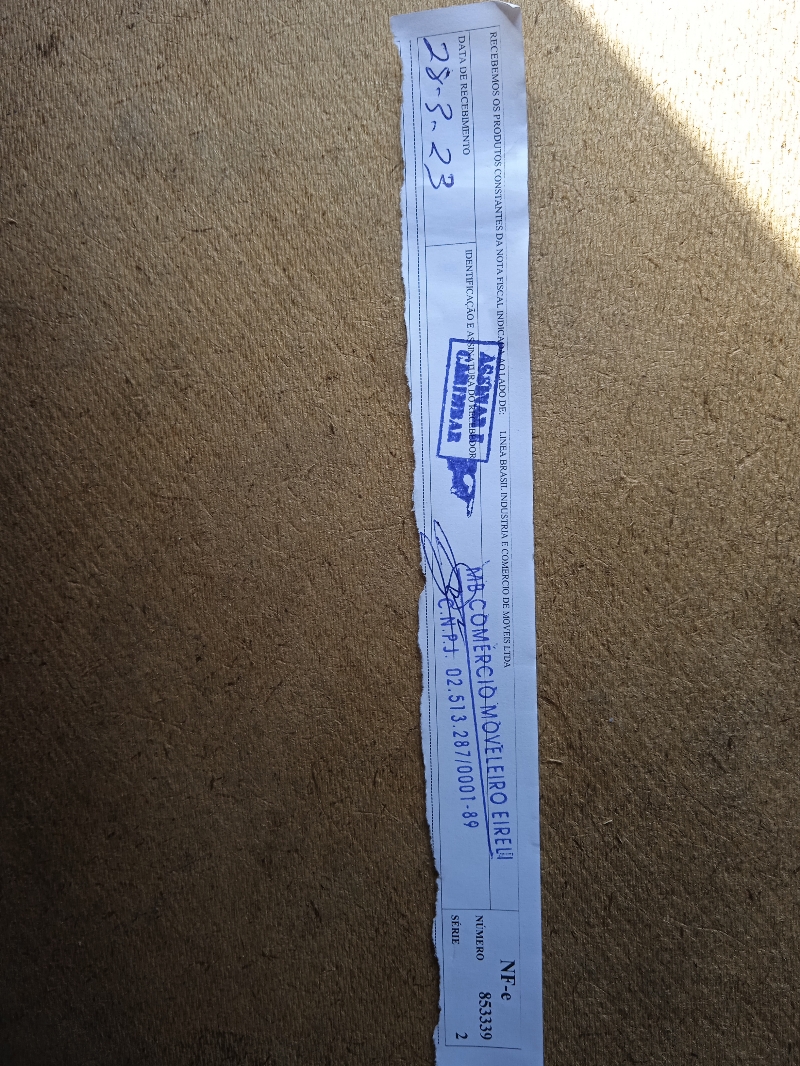 RECEBEMOS OS PRODUTOS CONSTANTES DA NOTA FISCAL INDICADA AO LADO DE: LINEA BRASIL INDUSTRIA E COMERCIO DE MOVEIS LTDA
DATA DE RECEBIMENTO
28-3-23
IDENTIFICAÇÃO E ASSINATURA DO RECEBEDOR
ASSINAR E
CARIMBAR
MB COMÉRCIO MOVELEIRO EIRELI
C.N.P.J. 02.513.287/0001-89
NF-e
NÚMERO 853339
SÉRIE 2